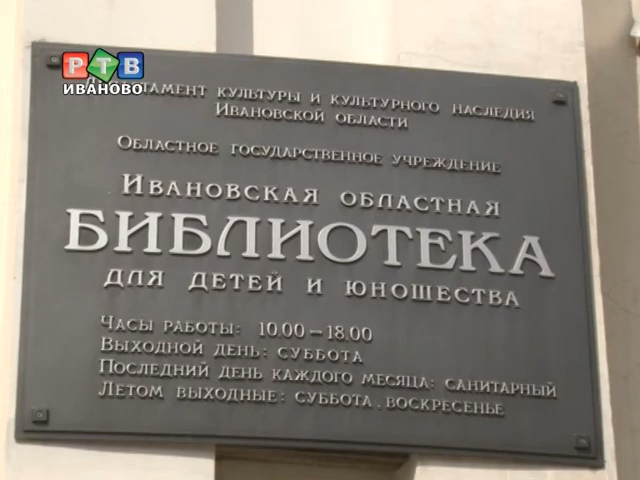 РТВ
ИВАНОВО
ТАМЕНТ КУЛЬТУРЫ И КУЛЬТУРНОГО НАСЛЕДИЯ
ИВАНОВСКОЙ ОБЛАСТИ
ОБЛАСТНОЕ ГОСУДАРСТВЕННОЕ УЧРЕЖДЕНИЕ
ИВАНОВСКАЯ ОБЛАСТНАЯ
БИБЛИОТЕКА
ДЛЯ ДЕТЕЙ И ЮНОШЕСТВА
ЧАСЫ РАБОТЫ: 10.00 – 18.00
ВЫХОДНОЙ ДЕНЬ: СУББОТА
ПОСЛЕДНИЙ ДЕНЬ КАЖДОГО МЕСЯЦА: САНИТАРНЫЙ
ЛЕТОМ ВЫХОДНЫЕ: СУББОТА, ВОСКРЕСЕНЬЕ